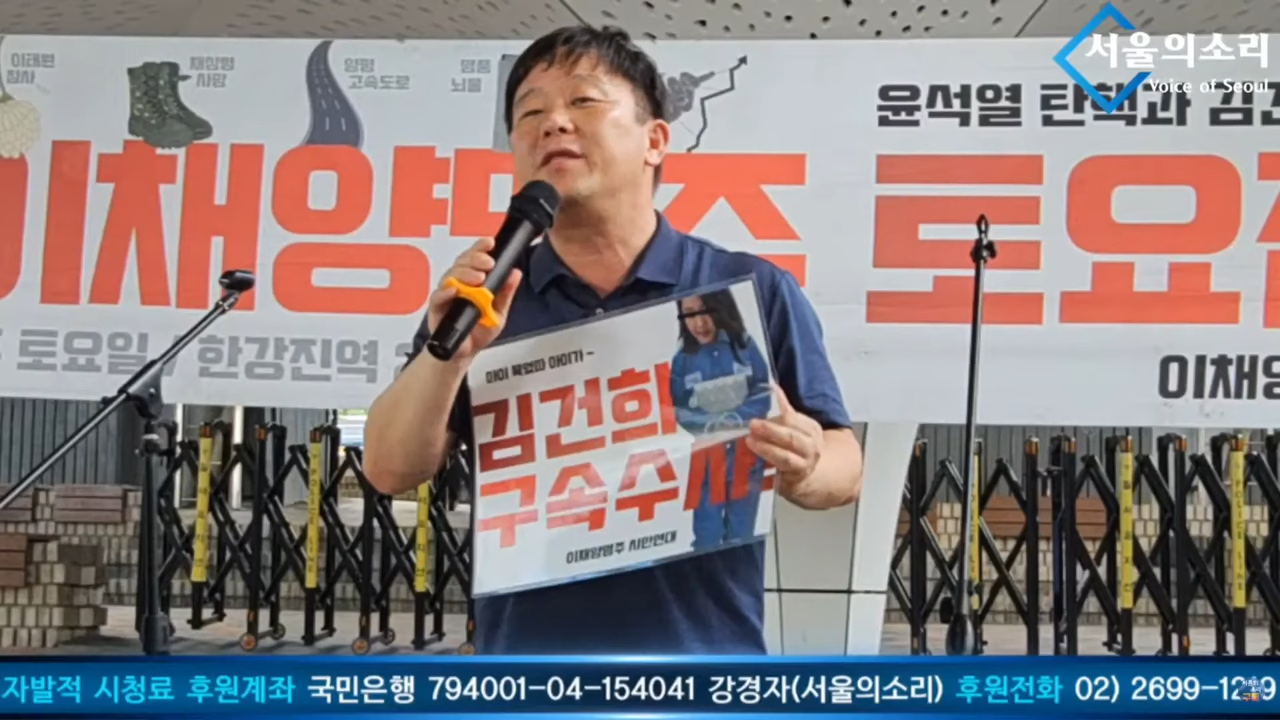 서울의소리
Voice of Seoul
이태원
참사
채상병
사망
양평
고속도로
명품
뇌물
윤석열 탄핵과
이채양명주 토요
토요일 / 한강진역
이채양
김건희
구속수사
이채양명주 시민연대
자발적 시청료 후원계좌 국민은행 794001-04-154041 강경자(서울의소리) 후원전화 02) 2699-12